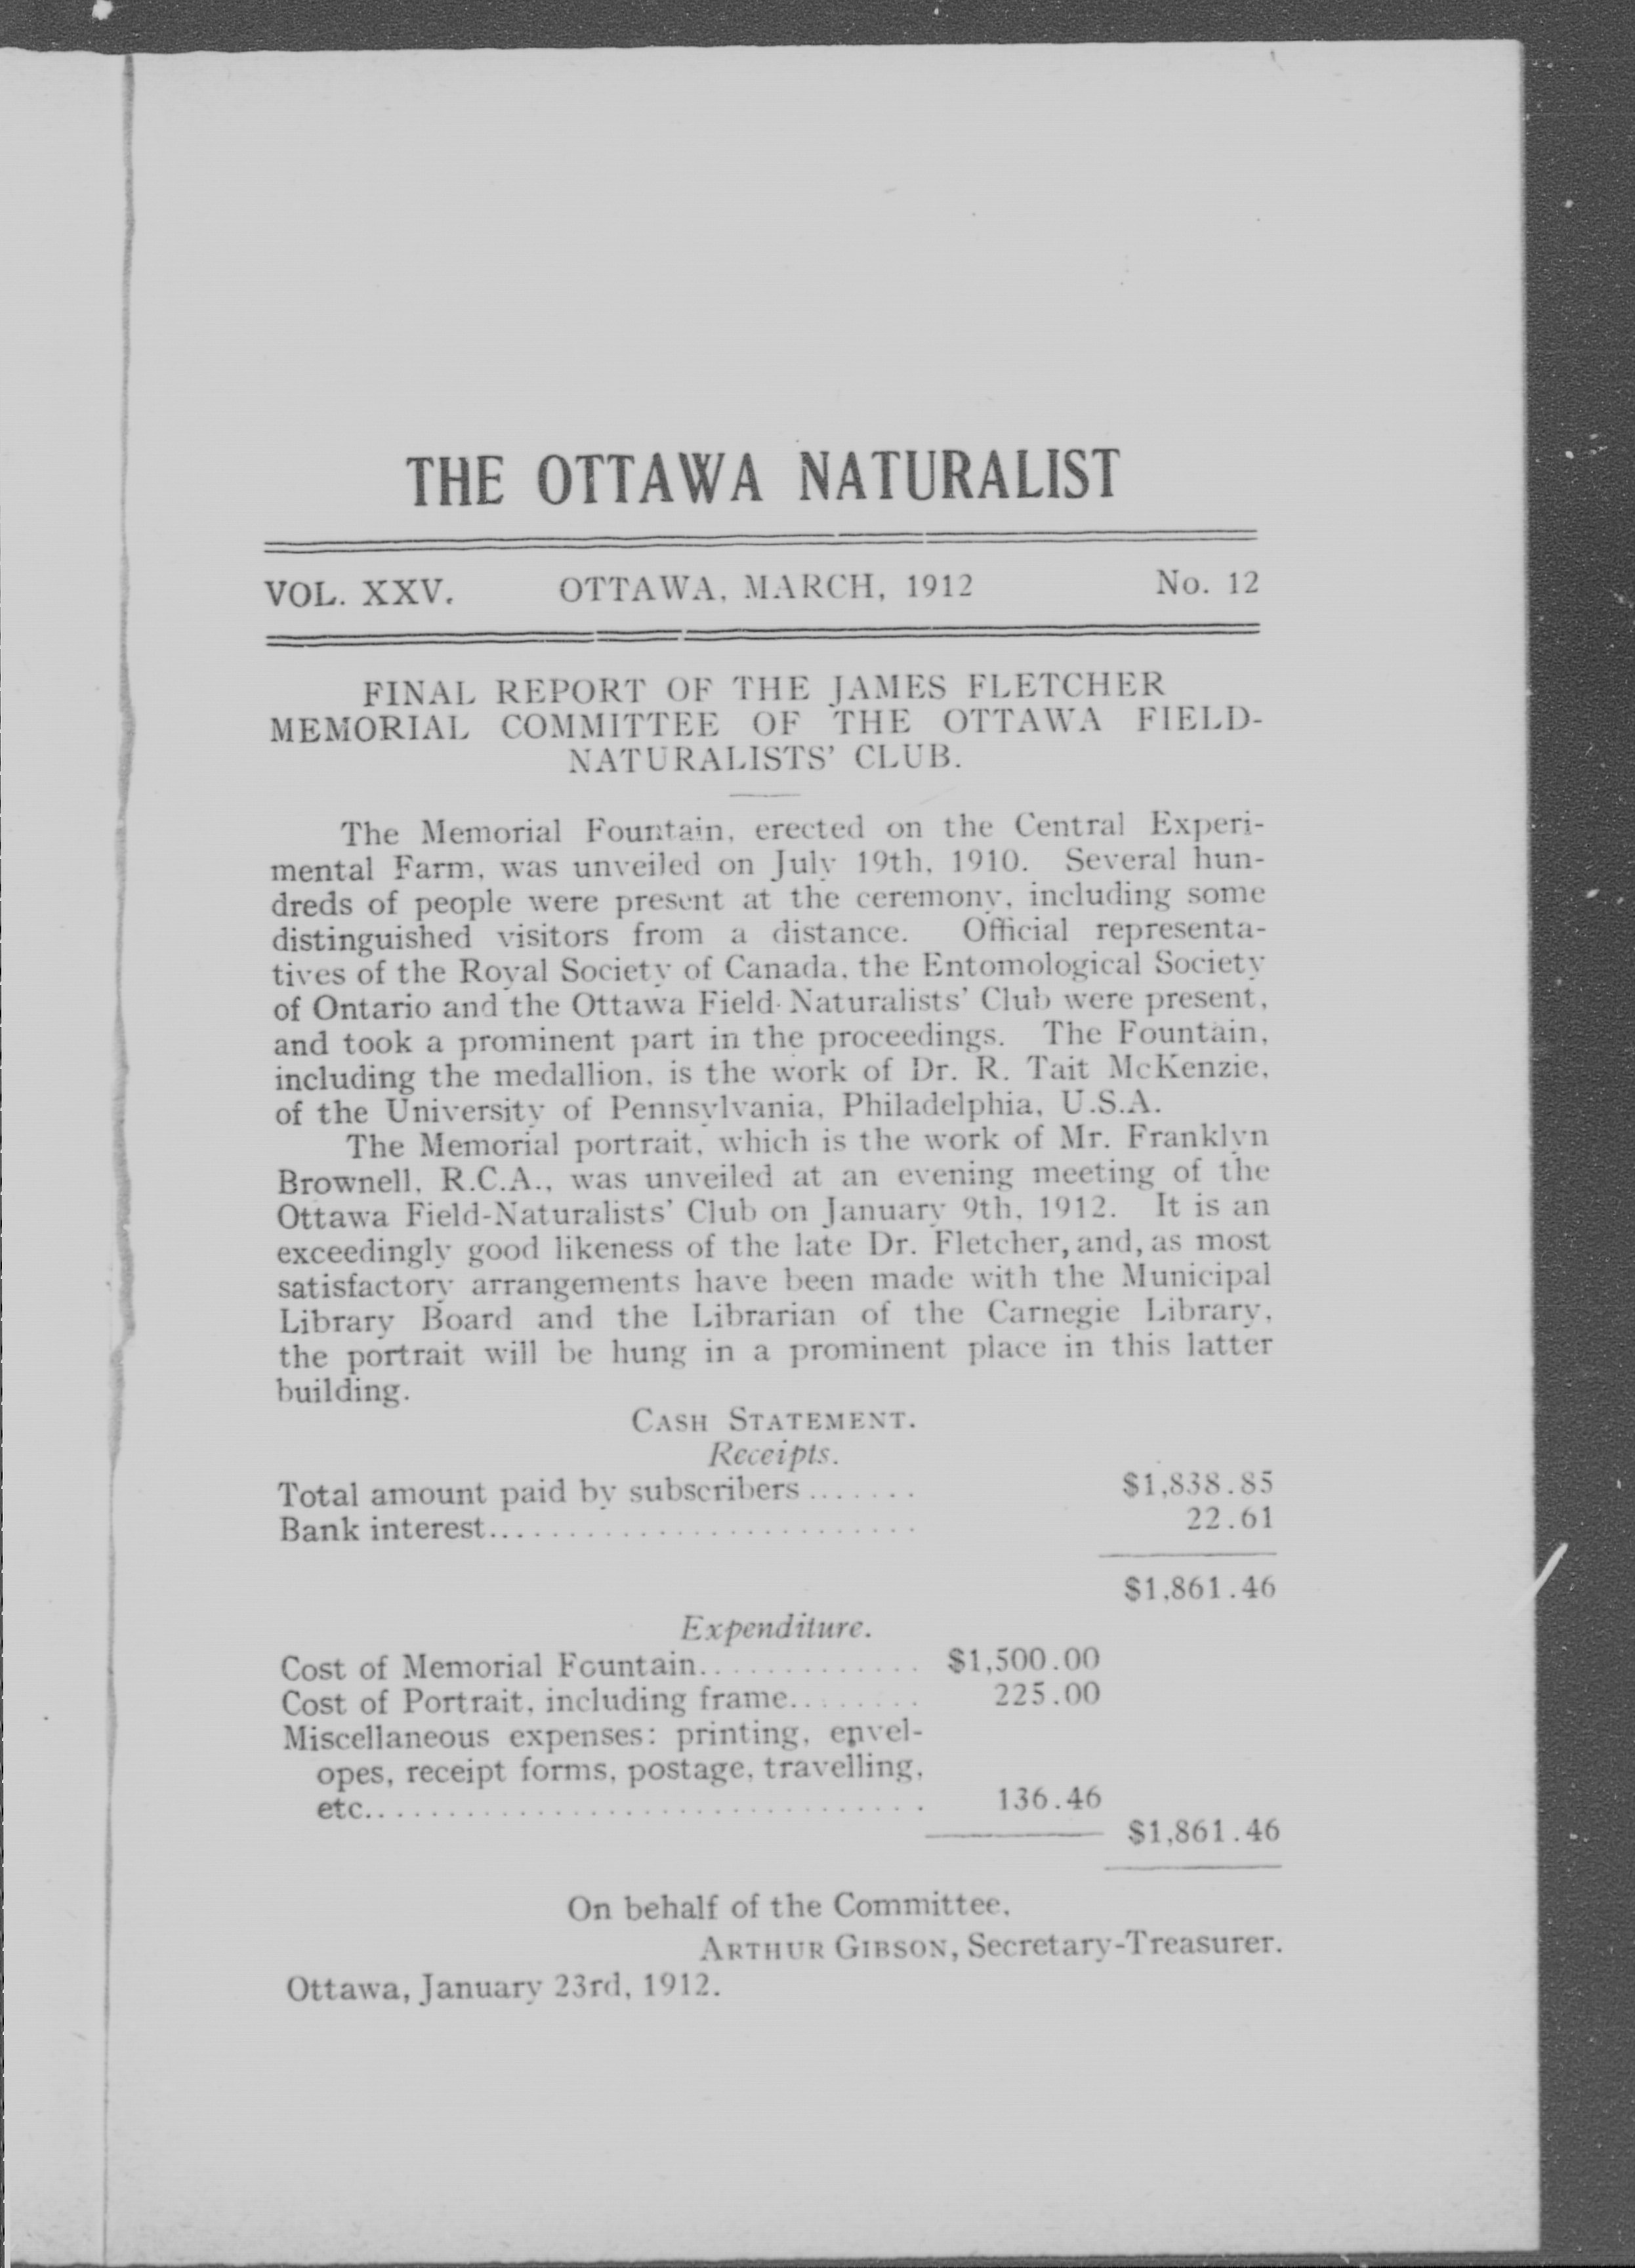 THE OTTAWA NATURALIST
VOL. XXV. OTTAWA, MARCH, 1912 No. 12
FINAL REPORT OF THE JAMES FLETCHER
MEMORIAL COMMITTEE OF THE OTTAWA FIELD-
NATURALISTS' CLUB.
The Memorial Fountain, erected on the Central Experi-
mental Farm, was unveiled on July 19th, 1910. Several hun-
dreds of people were present at the ceremony, including some
distinguished visitors from a distance. Official representa-
tives of the Royal Society of Canada, the Entomological Society
of Ontario and the Ottawa Field-Naturalists' Club were present,
and took a prominent part in the proceedings. The Fountain,
including the medallion, is the work of Dr. R. Tait McKenzie,
of the University of Pennsylvania, Philadelphia, U.S.A.
The Memorial portrait, which is the work of Mr. Franklyn
Brownell, R.C.A., was unveiled at an evening meeting of the
Ottawa Field-Naturalists' Club on January 9th, 1912. It is an
exceedingly good likeness of the late Dr. Fletcher, and, as most
satisfactory arrangements have been made with the Municipal
Library Board and the Librarian of the Carnegie Library,
the portrait will be hung in a prominent place in this latter
building.
CASH STATEMENT.
Receipts.
Total amount paid by subscribers ....... $1,838.85
Bank interest......................... 22.61
$1,861.46
Expenditure.
Cost of Memorial Fountain............. $1,500.00
Cost of Portrait, including frame........ 225.00
Miscellaneous expenses: printing, envel-
opes, receipt forms, postage, travelling,
etc................................ 136.46
$1,861.46
On behalf of the Committee,
ARTHUR GIBSON, Secretary-Treasurer.
Ottawa, January 23rd, 1912.